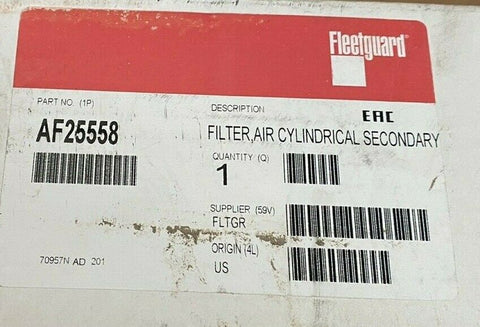 Fleetguard®
PART NO. (1P)
AF25558
DESCRIPTION
EAC
FILTER,AIR CYLINDRICAL SECONDARY
QUANTITY (Q)
1
SUPPLIER (59V)
FLTGR
ORIGIN (4L)
US
70957N AD 201